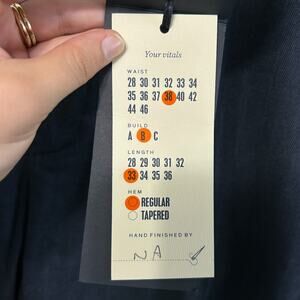 Your vitals
WAIST
28 30 31 32 33 34
35 36 37 38 40 42
44 46
BUILD
A B C
LENGTH
28 29 30 31 32
33 34 35 36
HEM
REGULAR
TAPERED
HAND FINISHED BY
NA